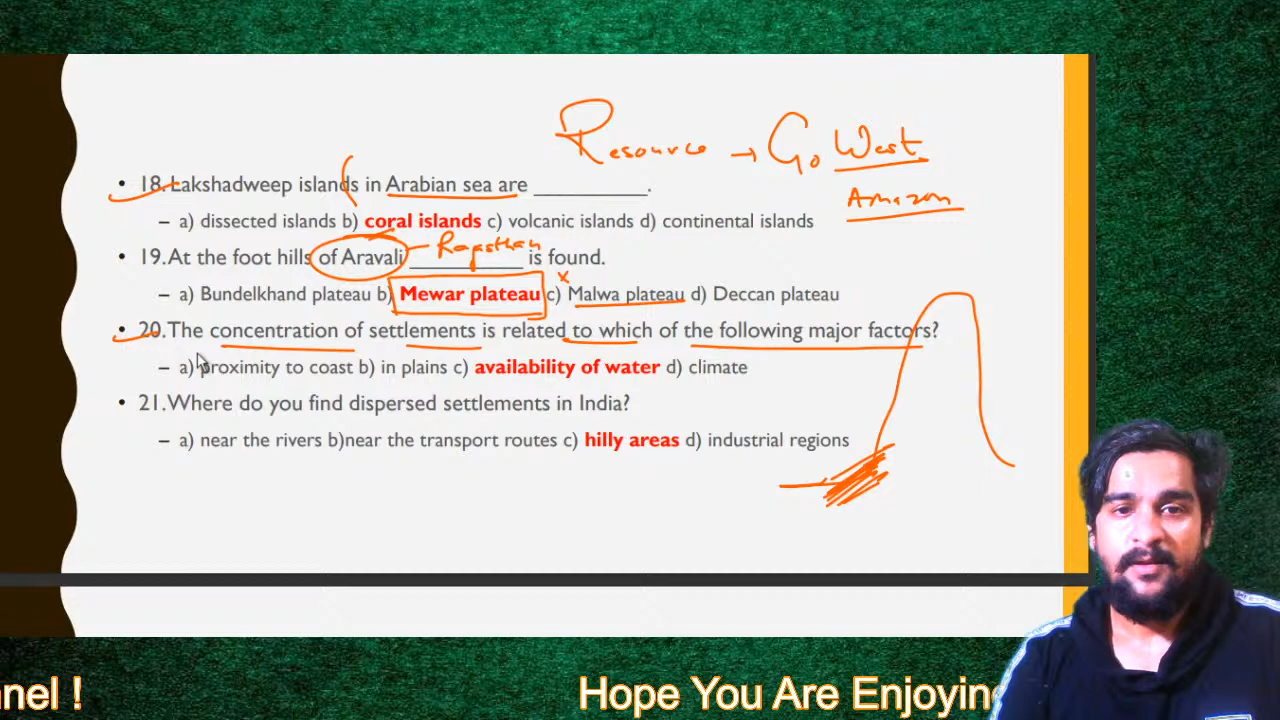 Resource → Go West
Amazon
• 18. Lakshadweep islands in Arabian sea are __________.
– a) dissected islands b) coral islands c) volcanic islands d) continental islands
Rajasthan
19. At the foot hills of Aravali __________ is found.
x
– a) Bundelkhand plateau b) Mewar plateau c) Malwa plateau d) Deccan plateau
• 20. The concentration of settlements is related to which of the following major factors?
– a) proximity to coast b) in plains c) availability of water d) climate
• 21. Where do you find dispersed settlements in India?
– a) near the rivers b)near the transport routes c) hilly areas d) industrial regions
nnel ! Hope You Are Enjoyin